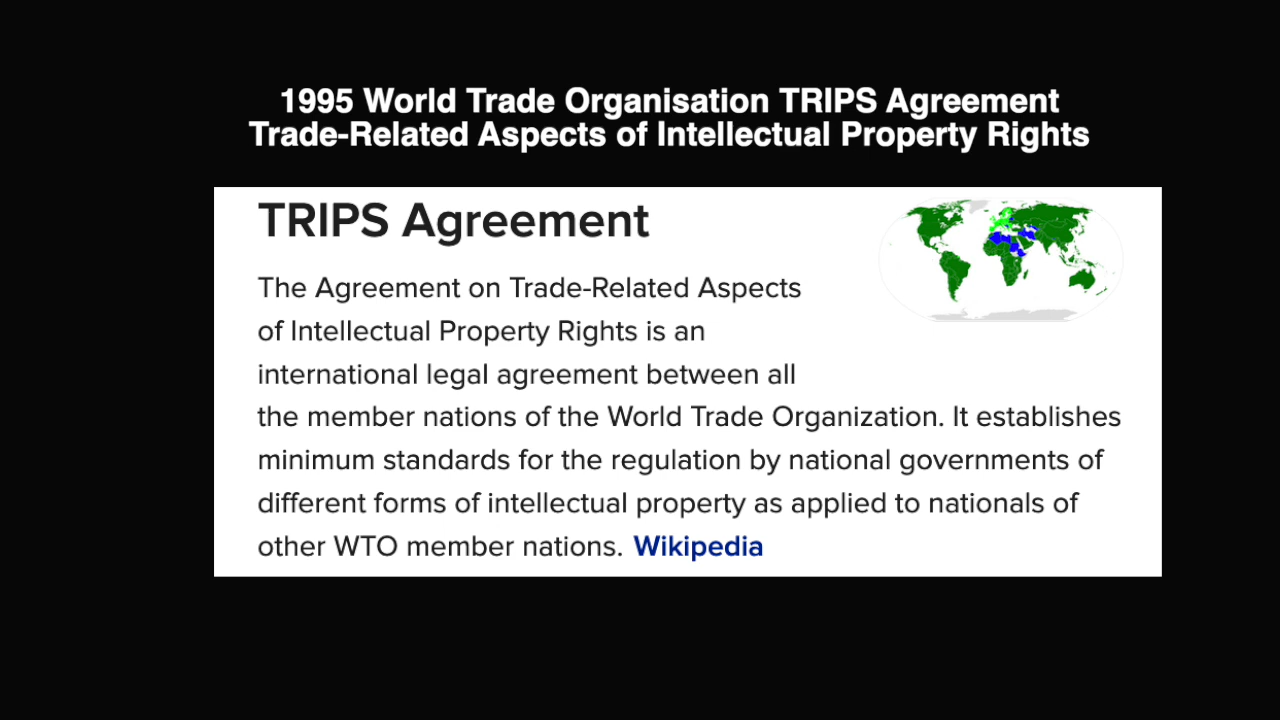 1995 World Trade Organisation TRIPS Agreement
Trade-Related Aspects of Intellectual Property Rights
TRIPS Agreement
The Agreement on Trade-Related Aspects
of Intellectual Property Rights is an
international legal agreement between all
the member nations of the World Trade Organization. It establishes
minimum standards for the regulation by national governments of
different forms of intellectual property as applied to nationals of
other WTO member nations. Wikipedia